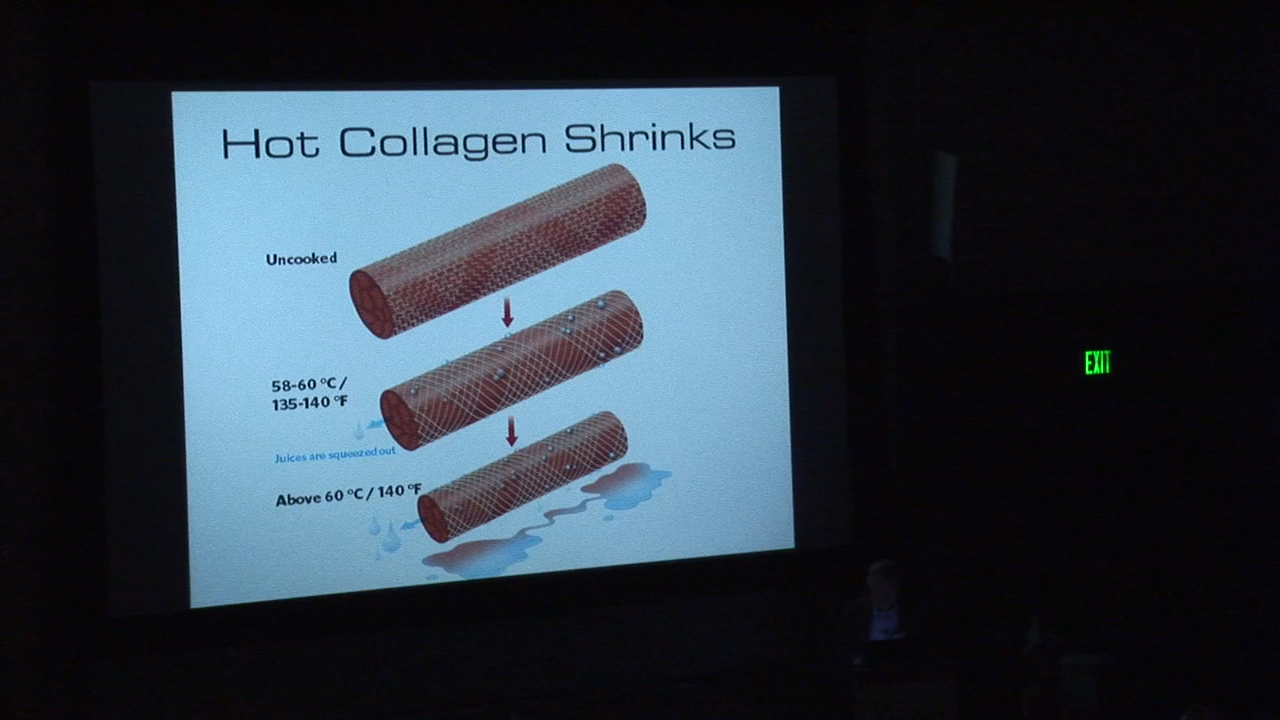 Hot Collagen Shrinks
Uncooked
58-60 °C /
135-140 °F
Juices are squeezed out
Above 60 °C / 140 °F
EXIT